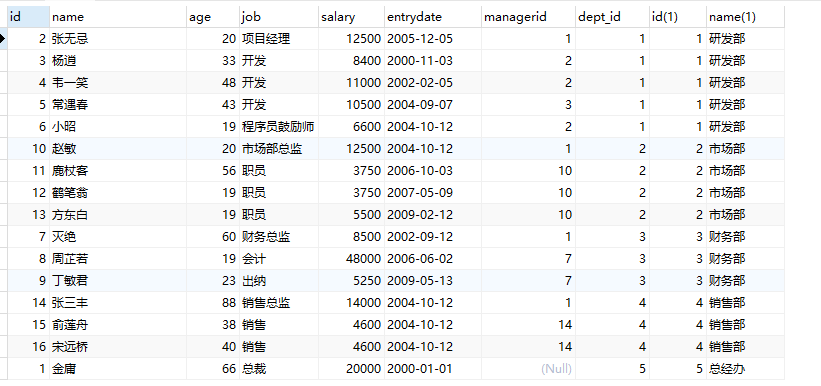 id name age job salary entrydate managerid dept_id id(1) name(1)
2 张无忌 20 项目经理 12500 2005-12-05 1 1 1 研发部
3 杨逍 33 开发 8400 2000-11-03 2 1 1 研发部
4 韦一笑 48 开发 11000 2002-02-05 2 1 1 研发部
5 常遇春 43 开发 10500 2004-09-07 3 1 1 研发部
6 小昭 19 程序员鼓励师 6600 2004-10-12 2 1 1 研发部
10 赵敏 20 市场部总监 12500 2004-10-12 1 2 2 市场部
11 鹿杖客 56 职员 3750 2006-10-03 10 2 2 市场部
12 鹤笔翁 19 职员 3750 2007-05-09 10 2 2 市场部
13 方东白 19 职员 5500 2009-02-12 10 2 2 市场部
7 灭绝 60 财务总监 8500 2002-09-12 1 3 3 财务部
8 周芷若 19 会计 48000 2006-06-02 7 3 3 财务部
9 丁敏君 23 出纳 5250 2009-05-13 7 3 3 财务部
14 张三丰 88 销售总监 14000 2004-10-12 1 4 4 销售部
15 俞莲舟 38 销售 4600 2004-10-12 14 4 4 销售部
16 宋远桥 40 销售 4600 2004-10-12 14 4 4 销售部
1 金庸 66 总裁 20000 2000-01-01 (Null) 5 5 总经办